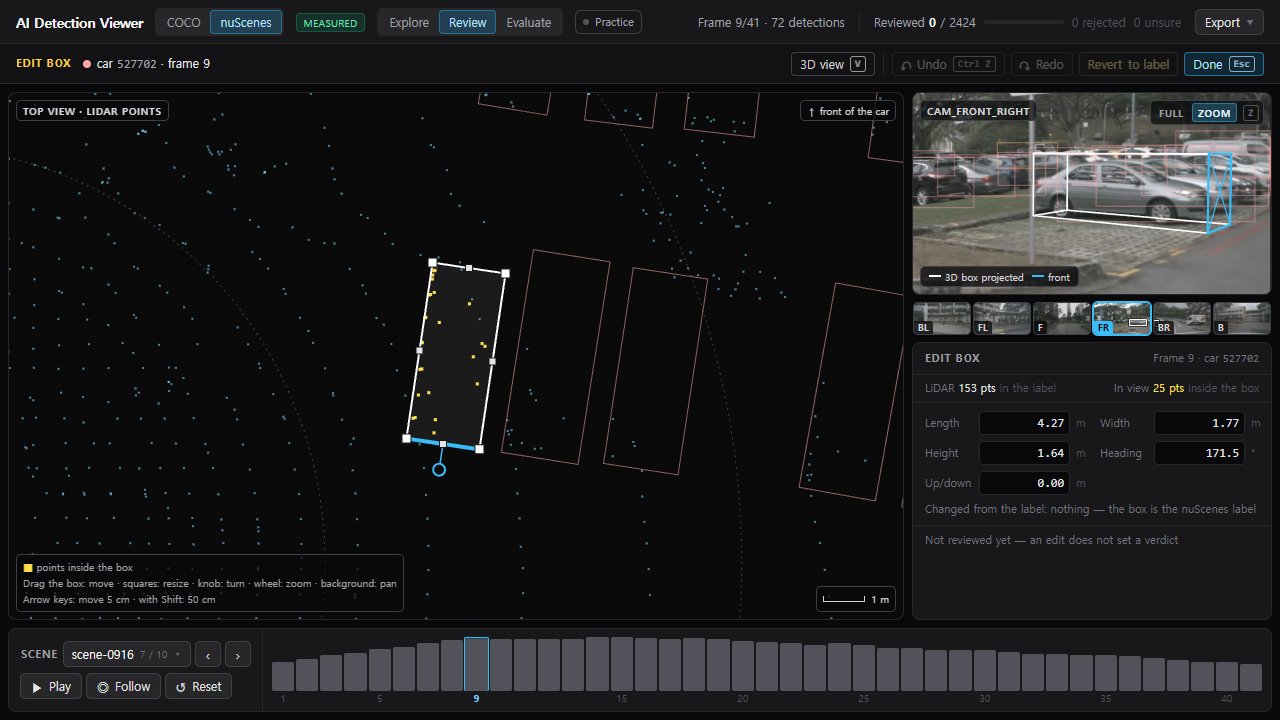 AI Detection Viewer COCO nuScenes MEASURED Explore Review Evaluate Practice Frame 9/41 · 72 detections Reviewed 0 / 2424 0 rejected 0 unsure Export
EDIT BOX car 527702 · frame 9 3D view V Undo Ctrl Z Redo Revert to label Done Esc
TOP VIEW · LIDAR POINTS
↑ front of the car
points inside the box
Drag the box: move · squares: resize · knob: turn · wheel: zoom · background: pan
Arrow keys: move 5 cm · with Shift: 50 cm
1 m
CAM_FRONT_RIGHT FULL ZOOM Z
3D box projected front
BL FL F FR BR B
EDIT BOX Frame 9 · car 527702
LiDAR 153 pts in the label In view 25 pts inside the box
Length 4.27 m Width 1.77 m
Height 1.64 m Heading 171.5 °
Up/down 0.00 m
Changed from the label: nothing — the box is the nuScenes label
Not reviewed yet — an edit does not set a verdict
SCENE scene-0916 7 / 10 ‹ ›
Play Follow Reset
1 5 9 15 20 25 30 35 40